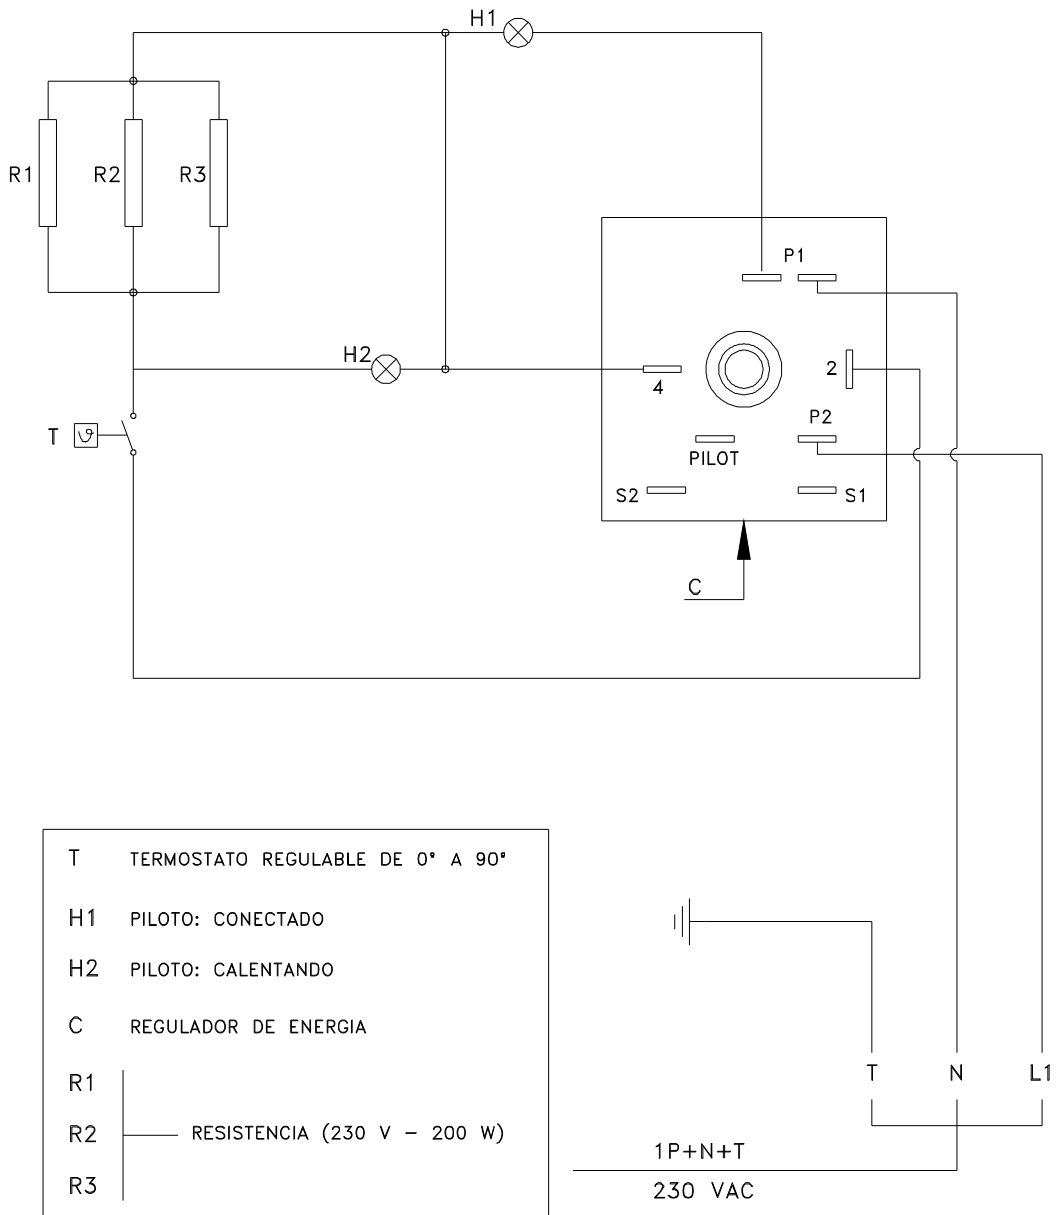 H1
R1
R2
R3
P1
H2
4
2
T
P2
PILOT
S2
S1
C
T TERMOSTATO REGULABLE DE 0° A 90°
H1 PILOTO: CONECTADO
H2 PILOTO: CALENTANDO
C REGULADOR DE ENERGIA
R1
R2 RESISTENCIA (230 V - 200 W)
R3
T N L1
1P+N+T
230 VAC